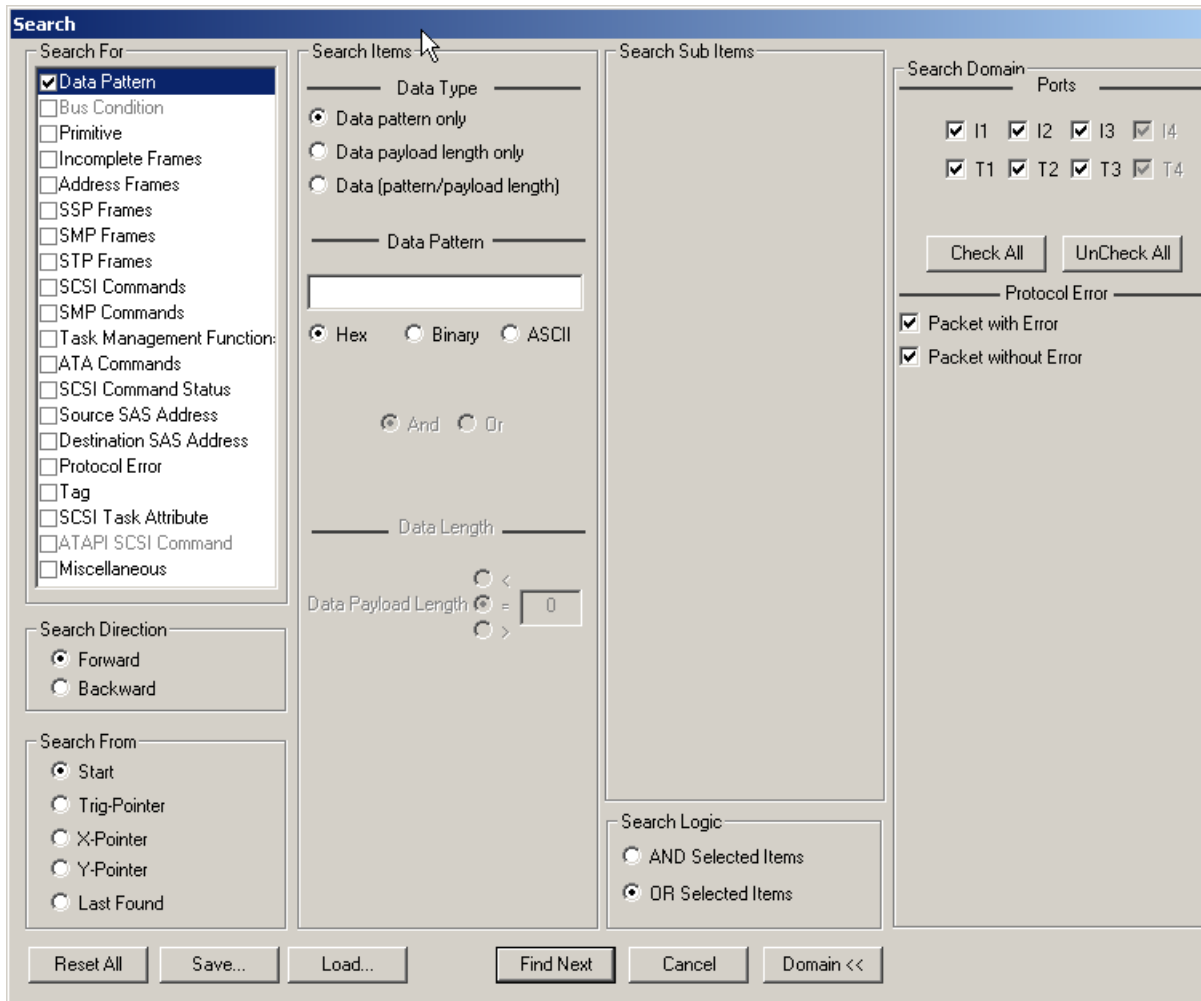 Search
Search For
Data Pattern
Bus Condition
Primitive
Incomplete Frames
Address Frames
SSP Frames
SMP Frames
STP Frames
SCSI Commands
SMP Commands
Task Management Function:
ATA Commands
SCSI Command Status
Source SAS Address
Destination SAS Address
Protocol Error
Tag
SCSI Task Attribute
ATAPI SCSI Command
Miscellaneous
Search Direction
Forward
Backward
Search From
Start
Trig-Pointer
X-Pointer
Y-Pointer
Last Found
Search Items
Data Type
Data pattern only
Data payload length only
Data (pattern/payload length)
Data Pattern
Hex Binary ASCII
And Or
Data Length
<
Data Payload Length = 0
>
Search Sub Items
Search Logic
AND Selected Items
OR Selected Items
Search Domain
Ports
I1 I2 I3 I4
T1 T2 T3 T4
Check All UnCheck All
Protocol Error
Packet with Error
Packet without Error
Reset All Save... Load... Find Next Cancel Domain <<